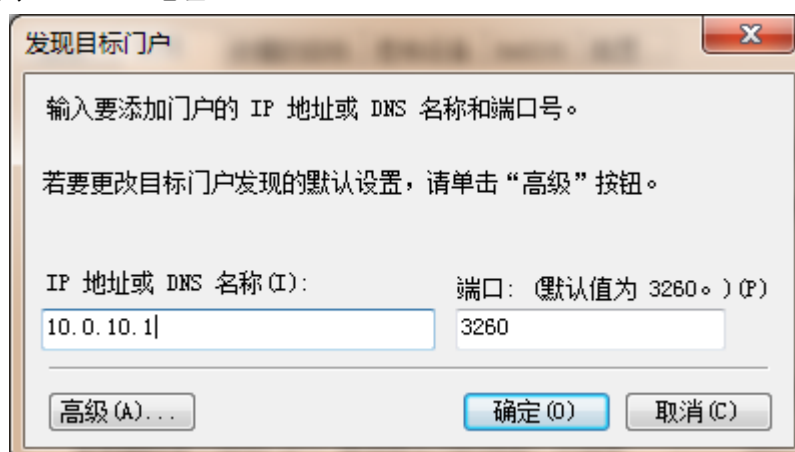 发现目标门户
输入要添加门户的 IP 地址或 DNS 名称和端口号。
若要更改目标门户发现的默认设置，请单击“高级”按钮。
IP 地址或 DNS 名称(I):
端口: (默认值为 3260。)(P)
10.0.10.1
3260
高级(A)...
确定(O)
取消(C)